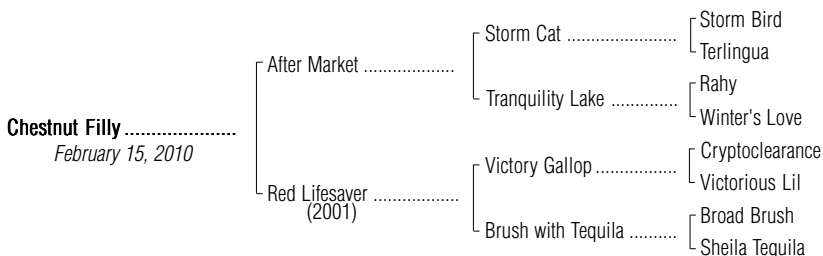 Storm Bird
Storm Cat ......................
Terlingua
After Market ...................
Rahy
Tranquility Lake ..............
Winter's Love
Chestnut Filly ......................
February 15, 2010
Cryptoclearance
Victory Gallop ......................
Victorious Lil
Red Lifesaver ..................
(2001)
Broad Brush
Brush with Tequila ..........
Sheila Tequila